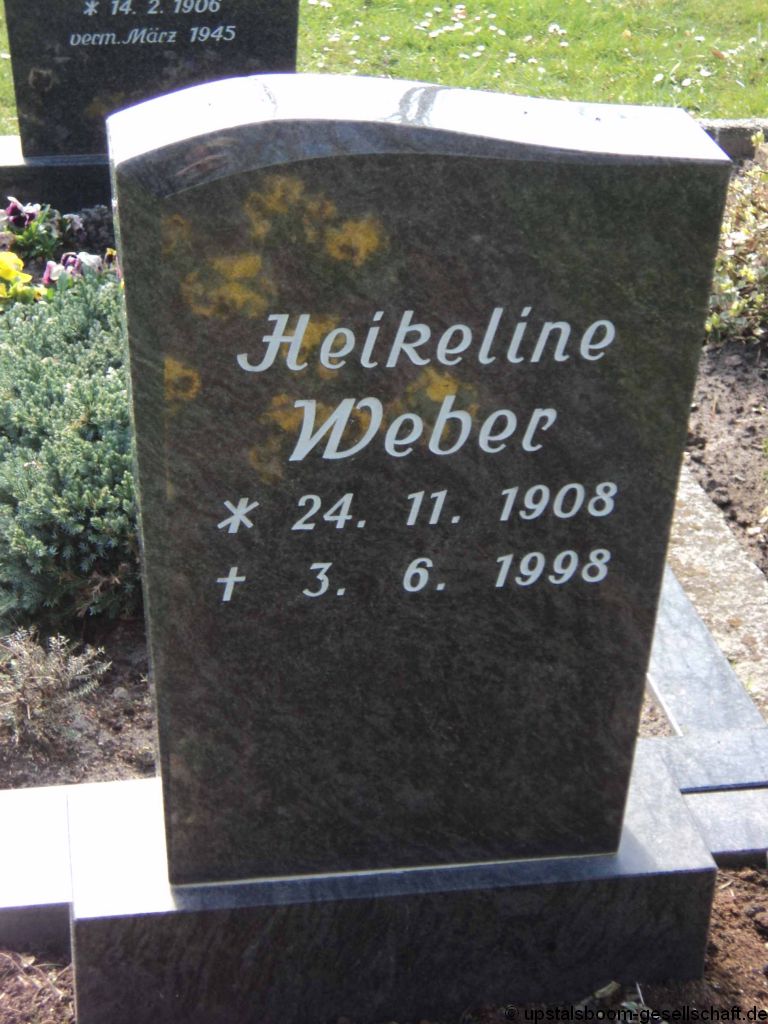 * 14. 2. 1906
verm. März 1945
Heikeline
Weber
* 24. 11. 1908
† 3. 6. 1998
© upstalsboom-gesellschaft.de